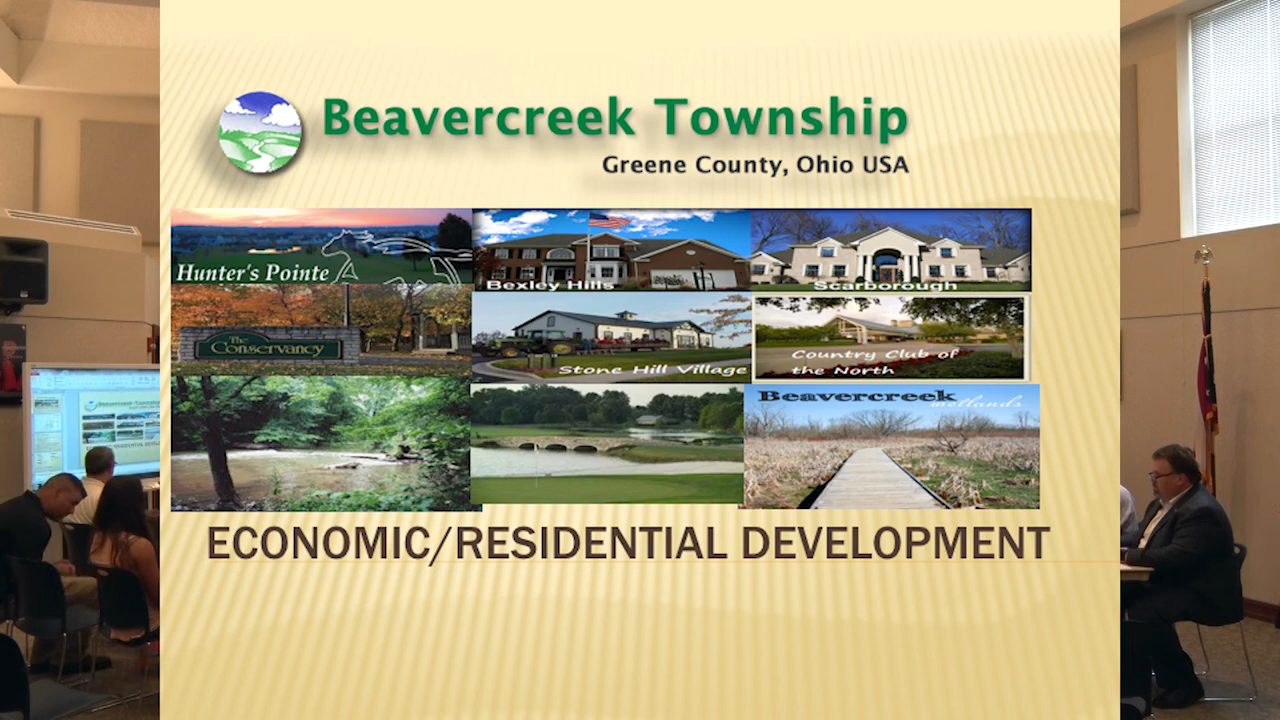 Beavercreek Township
Greene County, Ohio USA
Hunter's Pointe
Bexley Hills
Scarborough
The
Conservancy
Stone Hill Village
Country Club of
the North
Beavercreek
wetlands
ECONOMIC/RESIDENTIAL DEVELOPMENT